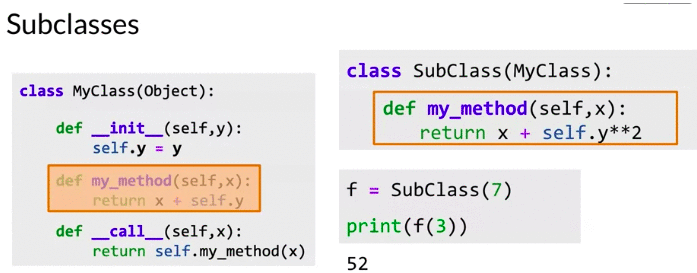 Subclasses
class MyClass(Object):
def __init__(self,y):
self.y = y
def my_method(self,x):
return x + self.y
def __call__(self,x):
return self.my_method(x)
class SubClass(MyClass):
def my_method(self,x):
return x + self.y**2
f = SubClass(7)
print(f(3))
52